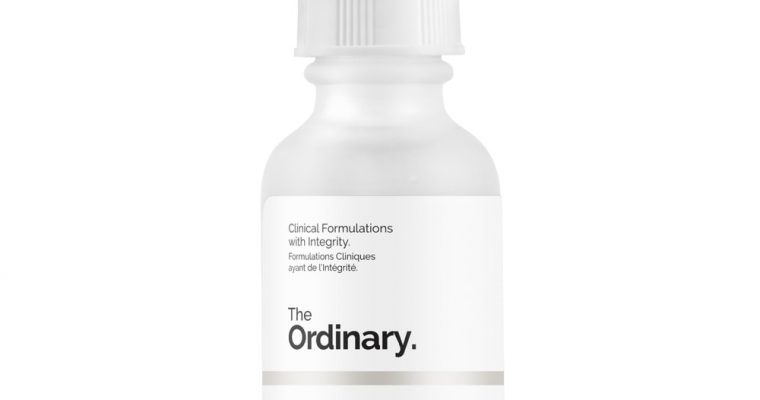 Clinical Formulations
with Integrity.
Formulations Cliniques
ayant de l'Intégrité.
The
Ordinary.